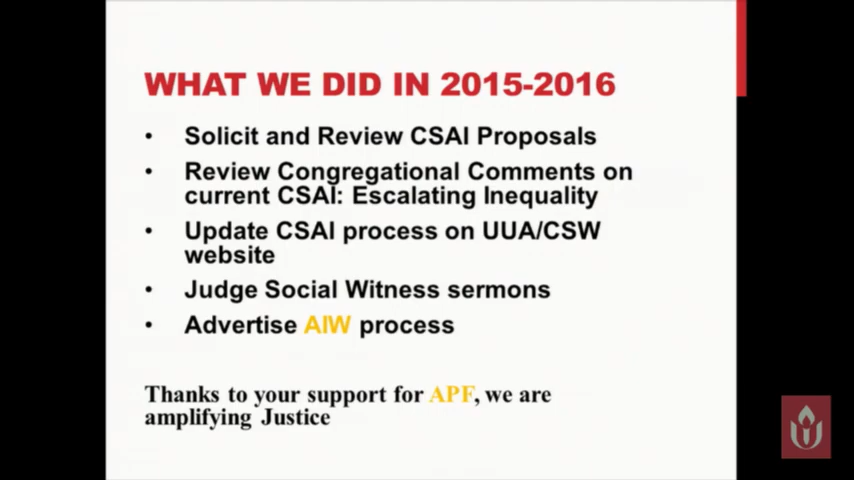 WHAT WE DID IN 2015-2016
• Solicit and Review CSAI Proposals
• Review Congregational Comments on
current CSAI: Escalating Inequality
• Update CSAI process on UUA/CSW
website
• Judge Social Witness sermons
• Advertise AIW process
Thanks to your support for APF, we are
amplifying Justice